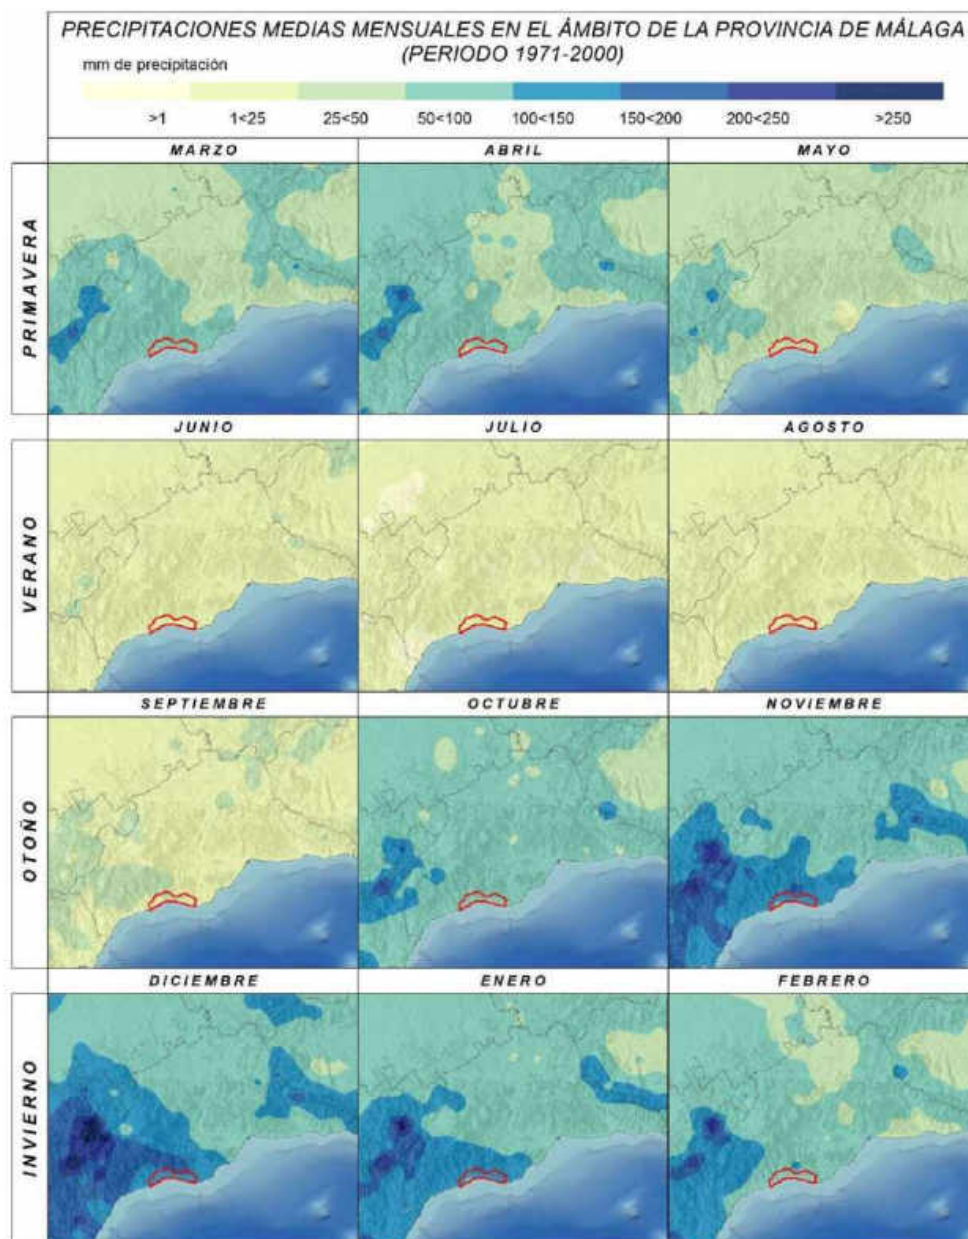 PRECIPITACIONES MEDIAS MENSUALES EN EL ÁMBITO DE LA PROVINCIA DE MÁLAGA
(PERIODO 1971-2000)
mm de precipitación
>1 1<25 25<50 50<100 100<150 150<200 200<250 >250
MARZO ABRIL MAYO
PRIMAVERA
JUNIO JULIO AGOSTO
VERANO
SEPTIEMBRE OCTUBRE NOVIEMBRE
OTOÑO
DICIEMBRE ENERO FEBRERO
INVIERNO